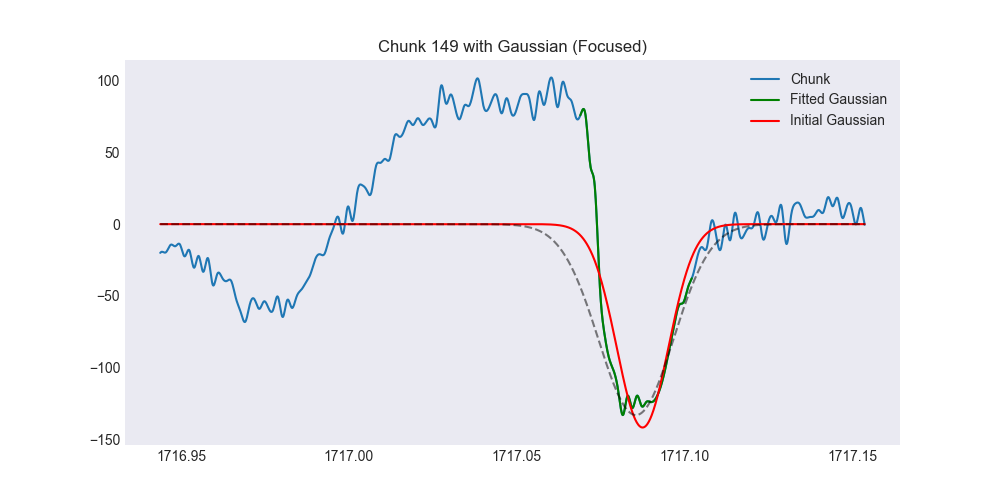 Chunk 149 with Gaussian (Focused)
Chunk
Fitted Gaussian
Initial Gaussian
100
50
0
−50
−100
−150
1716.95 1717.00 1717.05 1717.10 1717.15